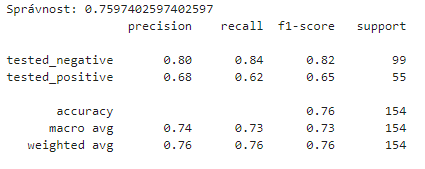 Správnost: 0.7597402597402597
precision recall f1-score support
tested_negative 0.80 0.84 0.82 99
tested_positive 0.68 0.62 0.65 55
accuracy 0.76 154
macro avg 0.74 0.73 0.73 154
weighted avg 0.76 0.76 0.76 154